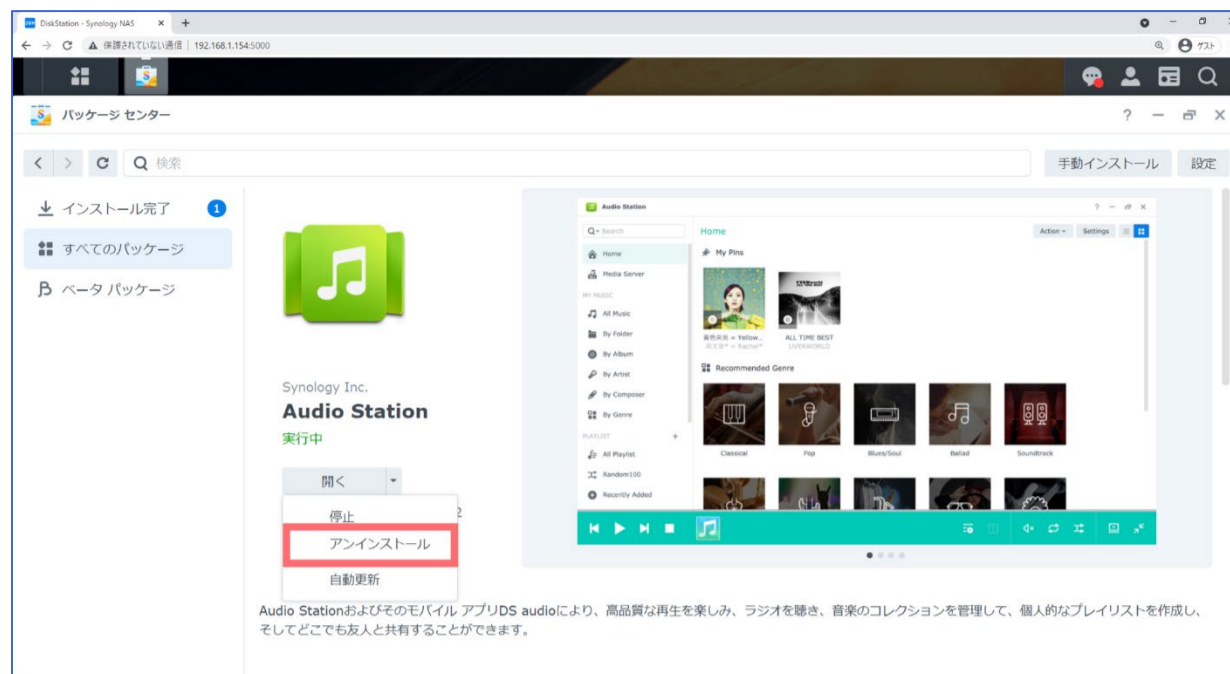 DiskStation - Synology NAS
保護されていない通信 | 192.168.1.154:5000
ゲスト
パッケージ センター
検索
手動インストール
設定
インストール完了
1
すべてのパッケージ
ベータ パッケージ
Synology Inc.
Audio Station
実行中
開く
停止
アンインストール
自動更新
2
Audio Station
Search
Home
Media Server
MY MUSIC
All Music
By Folder
By Album
By Artist
By Composer
By Genre
PLAYLIST
All Playlist
Random100
Recently Added
Home
Action
Settings
My Pins
ALL TIME BEST
UVERWORLD
Recommended Genre
Classical
Pop
Blues/Soul
Ballad
Soundtrack
Audio Stationおよびそのモバイル アプリDS audioにより、高品質な再生を楽しみ、ラジオを聴き、音楽のコレクションを管理して、個人的なプレイリストを作成し、
そしてどこでも友人と共有することができます。